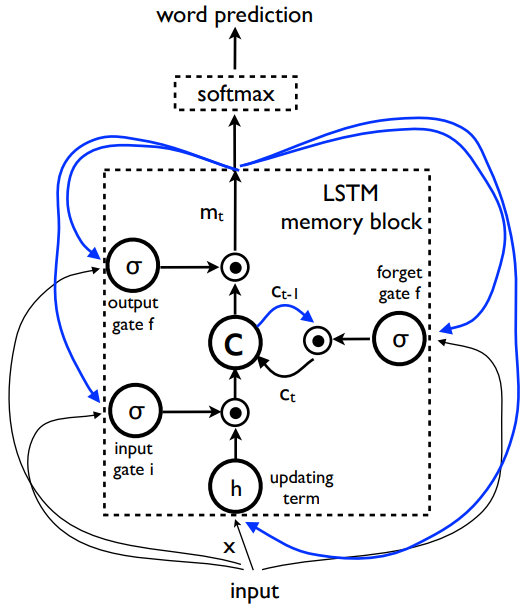 word prediction
softmax
LSTM
memory block
mt
σ
output
gate f
forget
gate f
ct-1
C
σ
ct
σ
input
gate i
h
updating
term
x
input